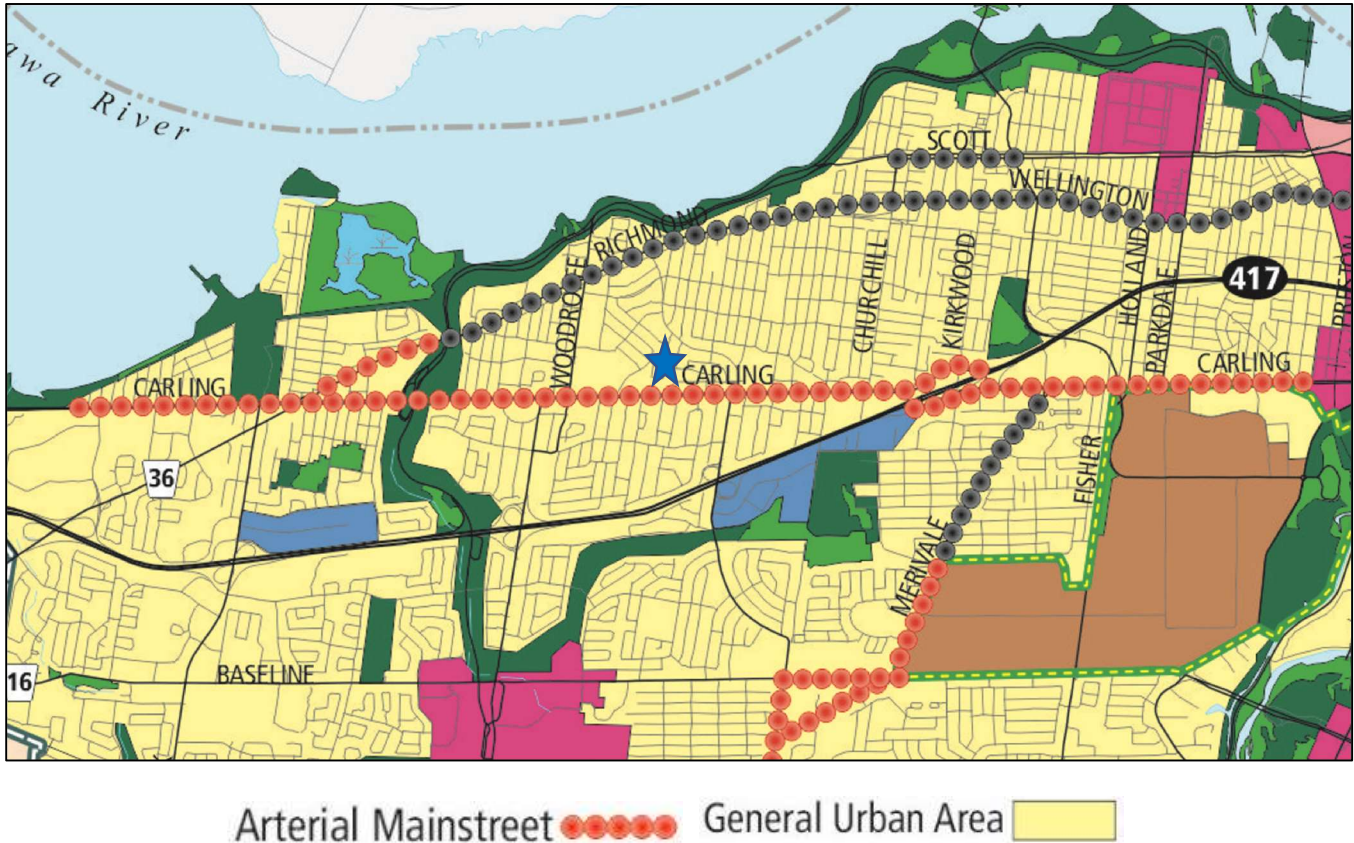 awa River
SCOTT
WELLINGTON
RICHMOND
417
WOODROFFE
CHURCHILL
KIRKWOOD
HOLLAND
PARKDALE
PRESTON
CARLING
CARLING
CARLING
36
FISHER
MERIVALE
BASELINE
16
Arterial Mainstreet
General Urban Area